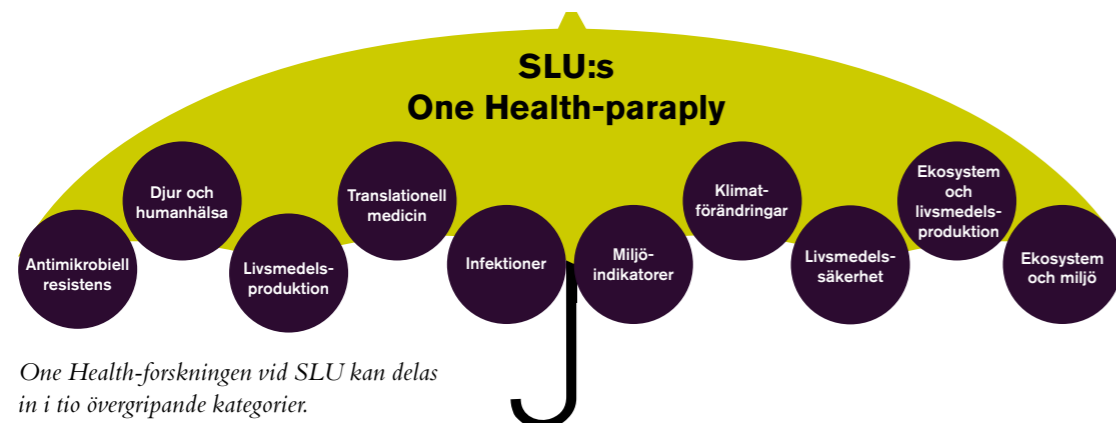 SLU:s
One Health-paraply
Antimikrobiell
resistens
Djur och
humanhälsa
Livsmedels-
produktion
Translationell
medicin
Infektioner
Miljö-
indikatorer
Klimat-
förändringar
Livsmedels-
säkerhet
Ekosystem
och
livsmedels-
produktion
Ekosystem
och miljö
One Health-forskningen vid SLU kan delas
in i tio övergripande kategorier.